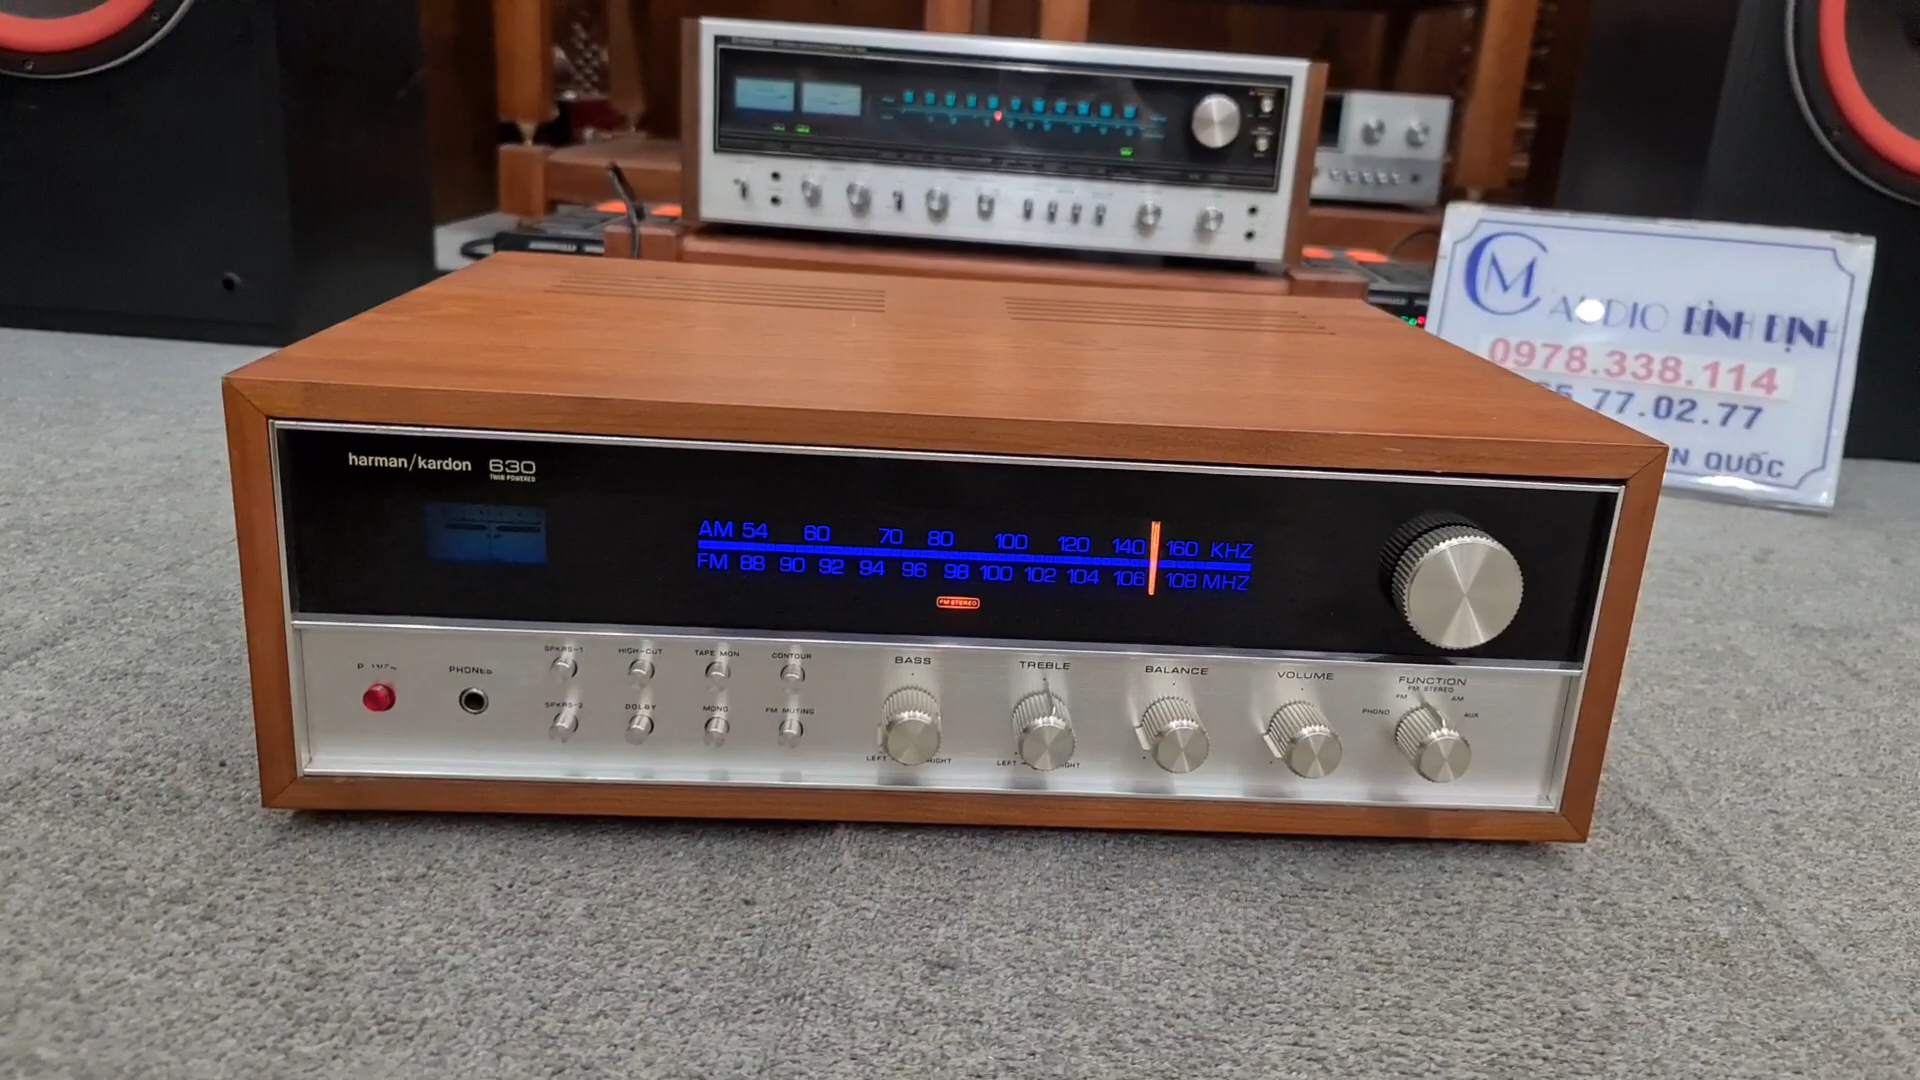 CM AUDIO BÌNH ĐỊNH
0978.338.114
77.02.77
QUỐC
harman/kardon 630
TWIN POWERED
AM 54 60 70 80 100 120 140 160 KHZ
FM 88 90 92 94 96 98 100 102 104 106 108 MHZ
FM STEREO
PHONES
SPKRS-1 HIGH-CUT TAPE MON CONTOUR
SPKRS-2 DOLBY MONO FM MUTING
BASS
LEFT RIGHT
TREBLE
LEFT
BALANCE
VOLUME
FUNCTION
FM STEREO
FM AM
PHONO AUX